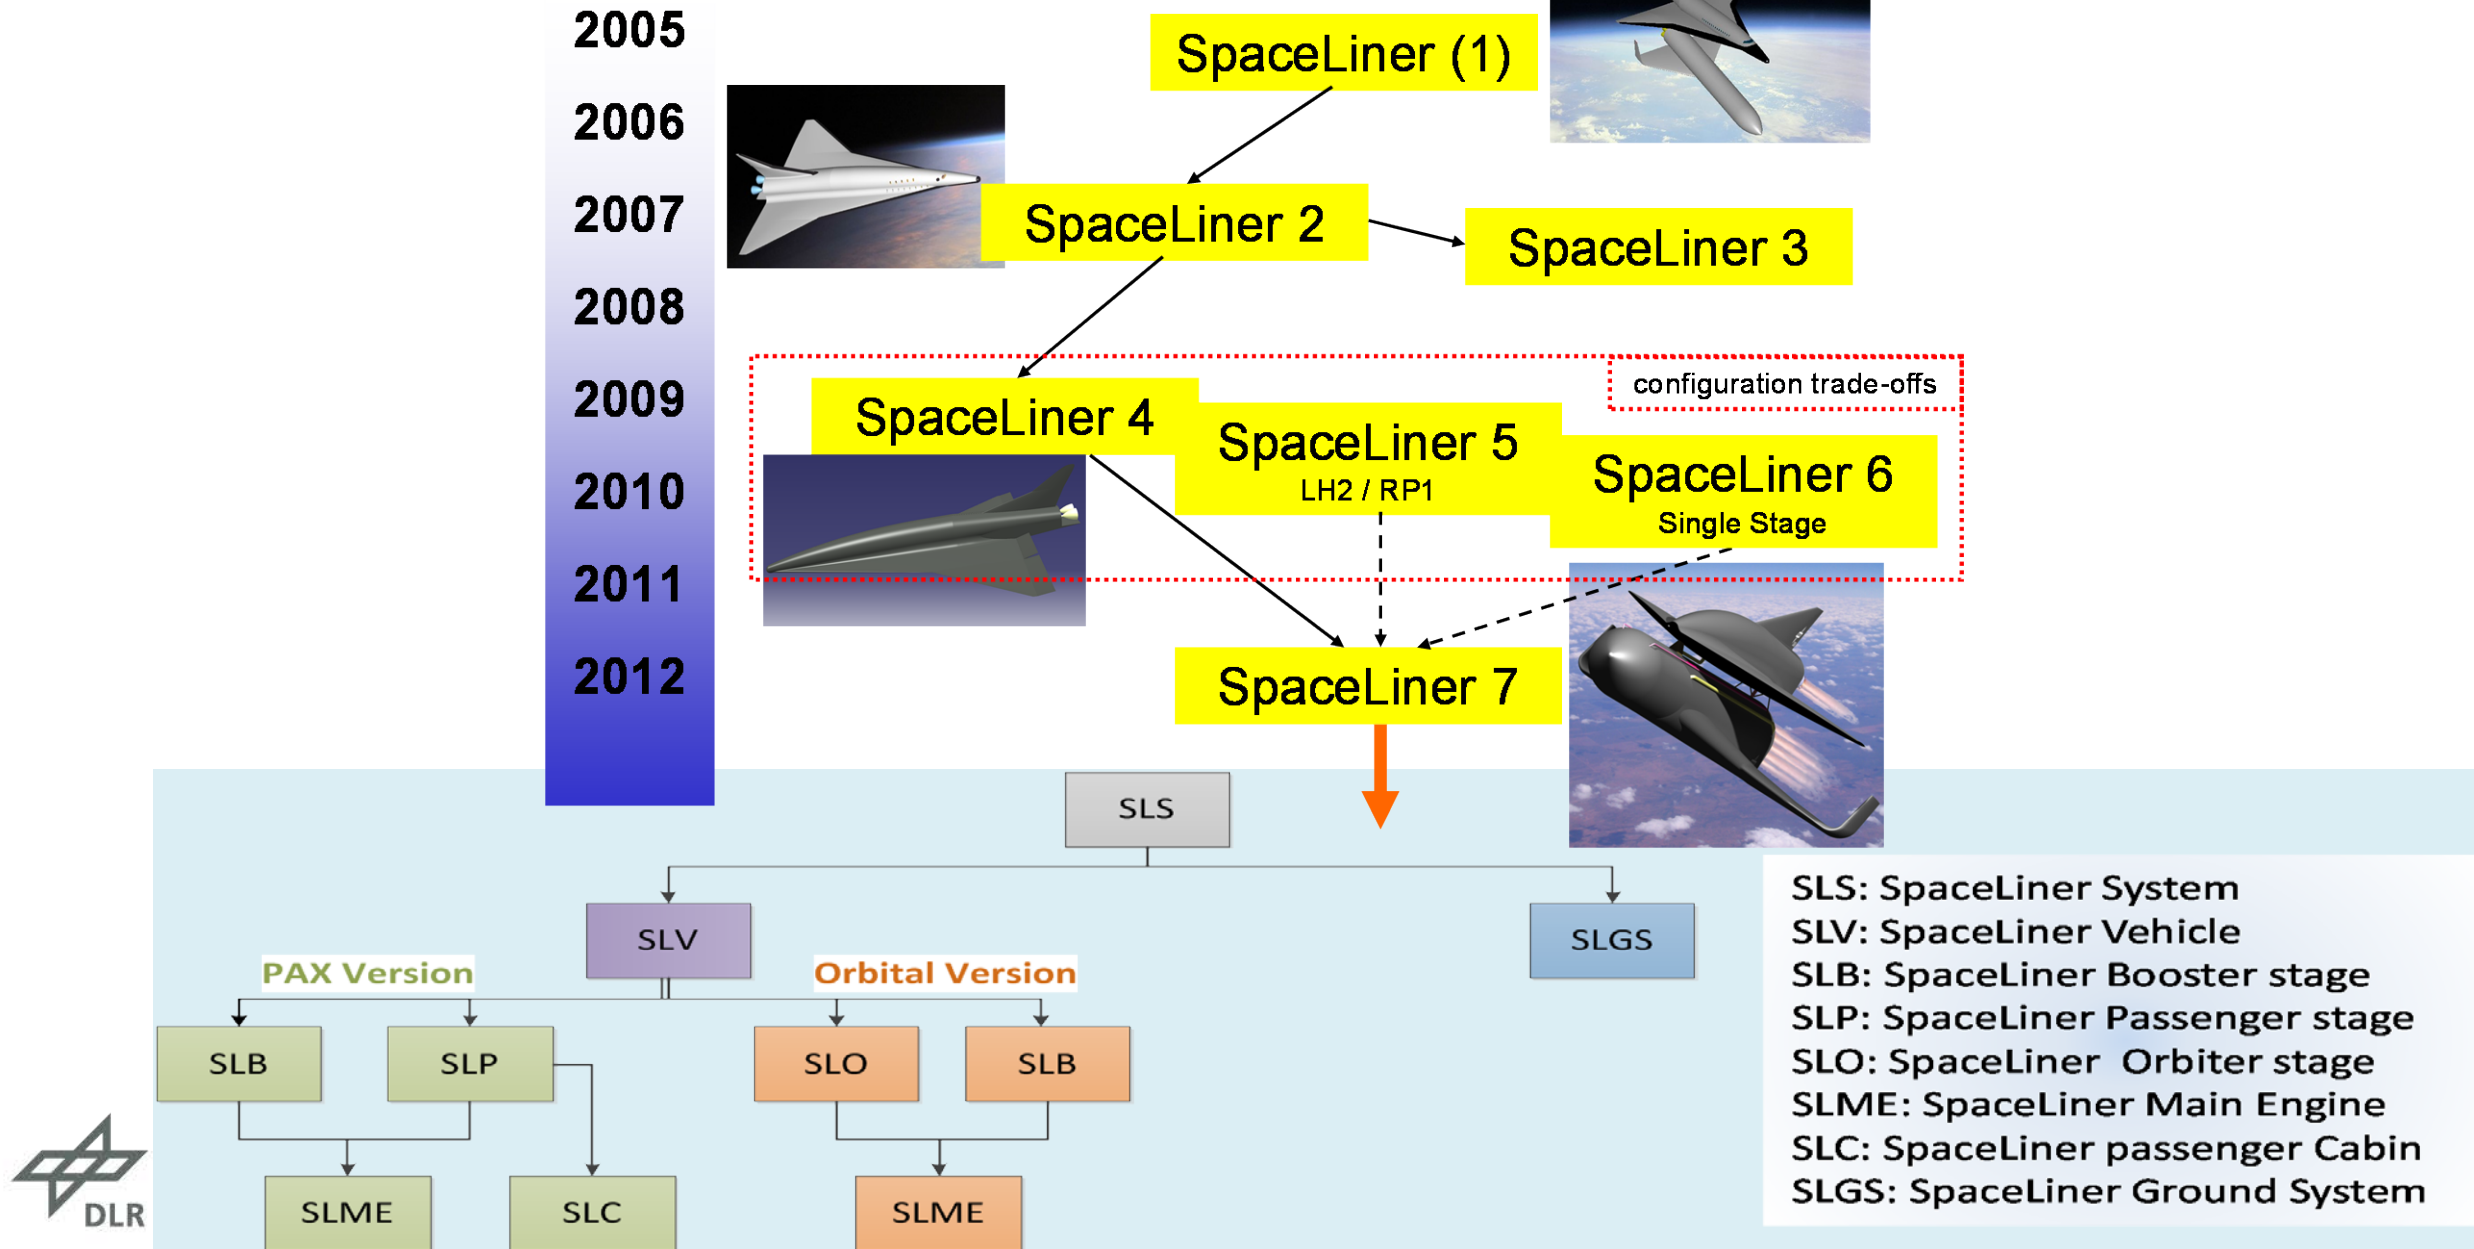 2005
SpaceLiner (1)
2006
2007
SpaceLiner 2
SpaceLiner 3
2008
configuration trade-offs
2009
SpaceLiner 4
SpaceLiner 5
LH2 / RP1
SpaceLiner 6
Single Stage
2010
2011
2012
SpaceLiner 7
SLS
SLV
SLGS
PAX Version
Orbital Version
SLB
SLP
SLO
SLB
SLME
SLC
SLME
SLS: SpaceLiner System
SLV: SpaceLiner Vehicle
SLB: SpaceLiner Booster stage
SLP: SpaceLiner Passenger stage
SLO: SpaceLiner Orbiter stage
SLME: SpaceLiner Main Engine
SLC: SpaceLiner passenger Cabin
SLGS: SpaceLiner Ground System
DLR